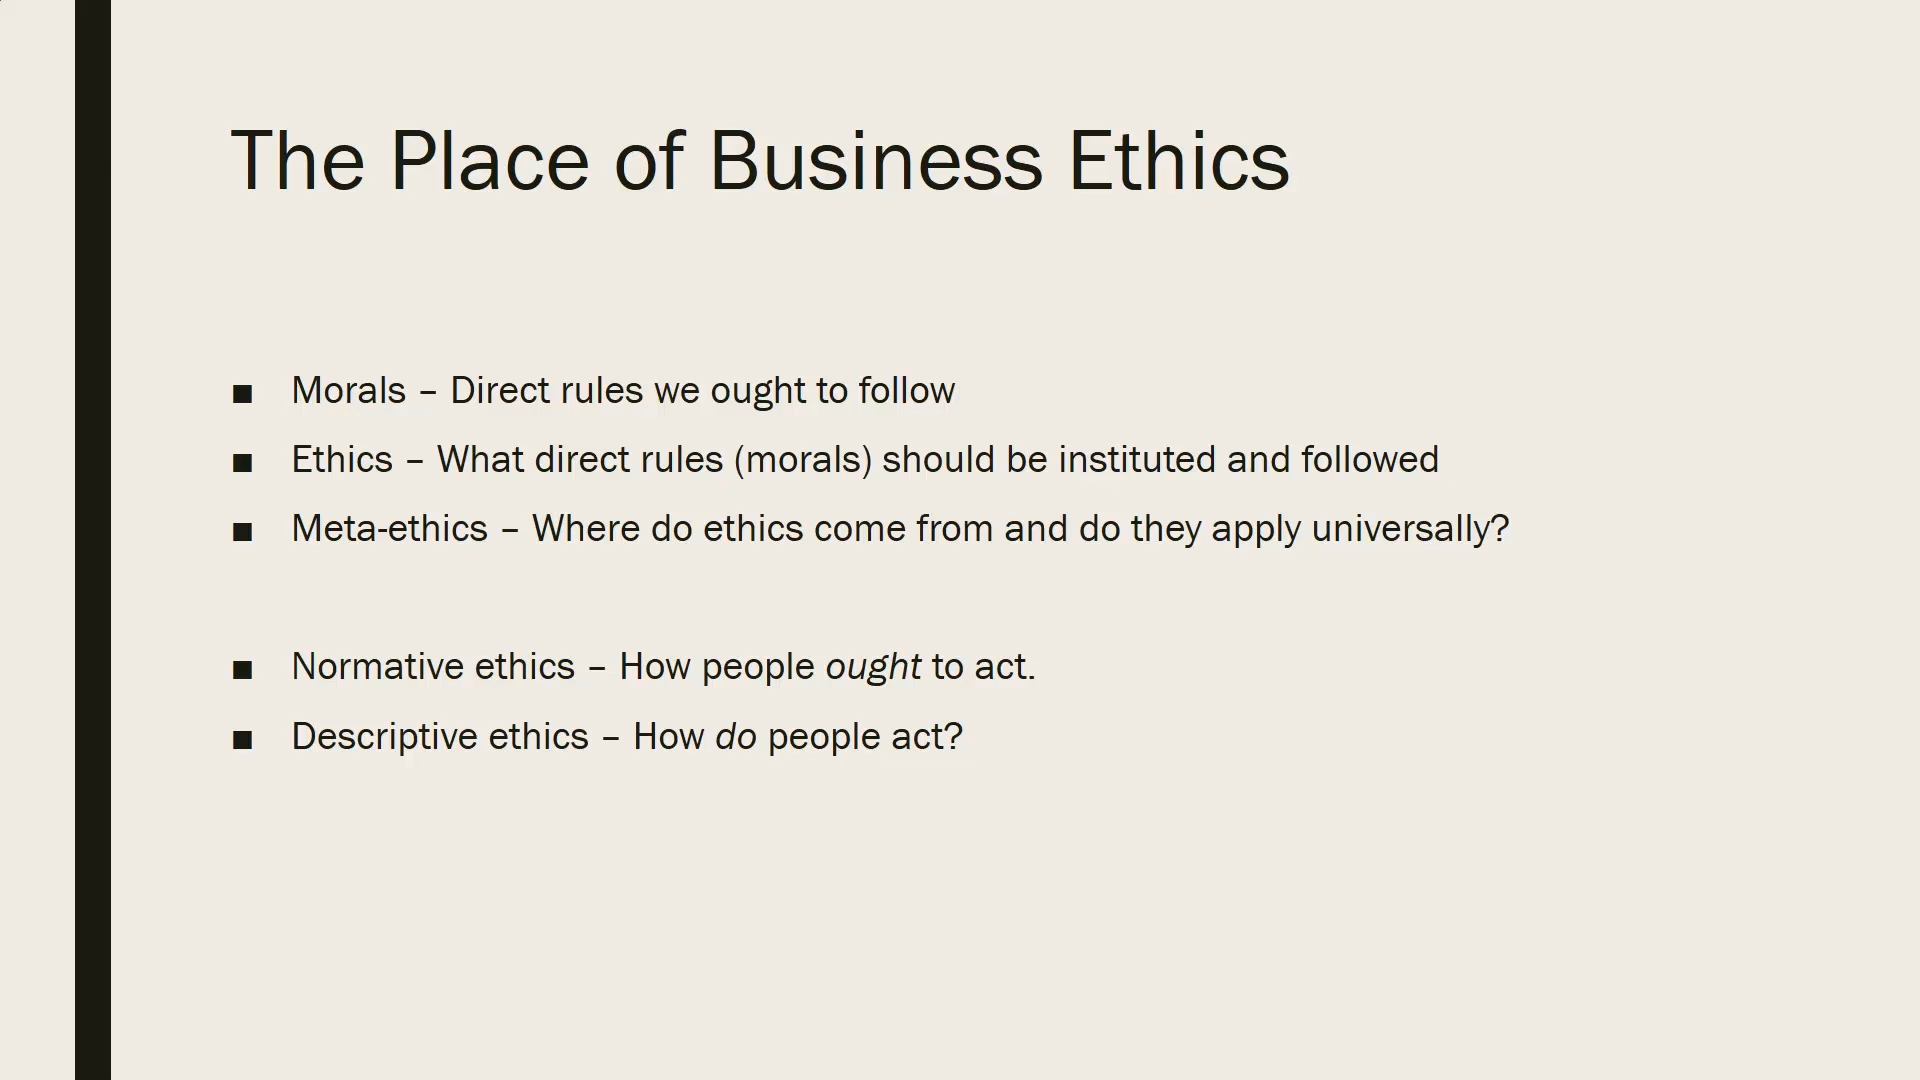 The Place of Business Ethics
■ Morals – Direct rules we ought to follow
■ Ethics – What direct rules (morals) should be instituted and followed
■ Meta-ethics – Where do ethics come from and do they apply universally?
■ Normative ethics – How people ought to act.
■ Descriptive ethics – How do people act?